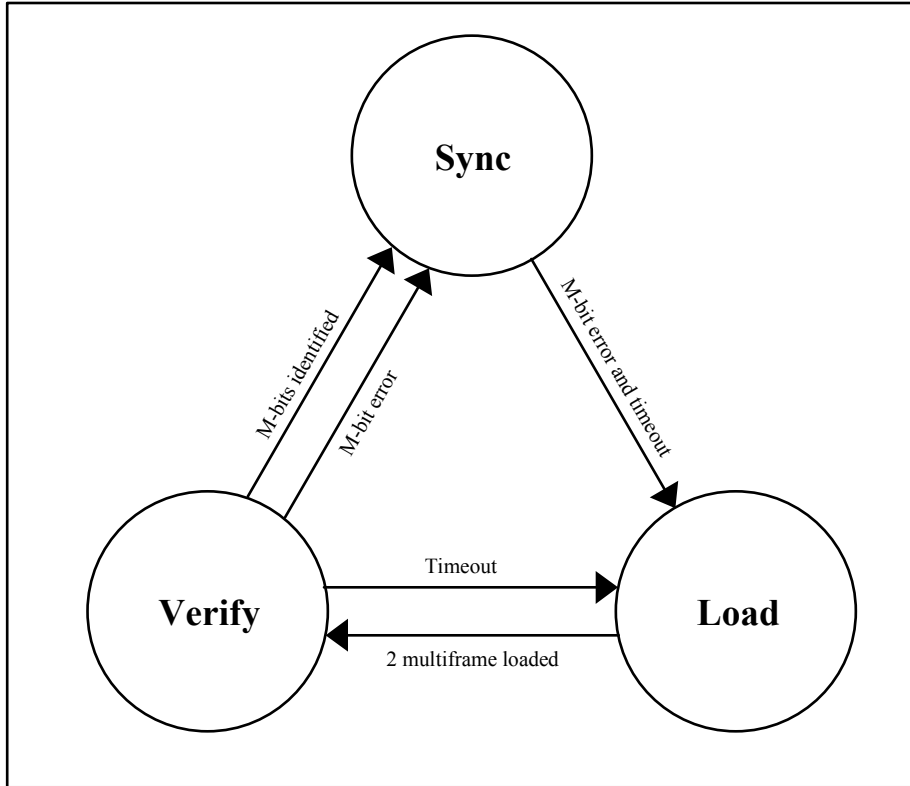 Sync
M-bits identified
M-bit error
M-bit error and timeout
Timeout
Verify
Load
2 multiframe loaded